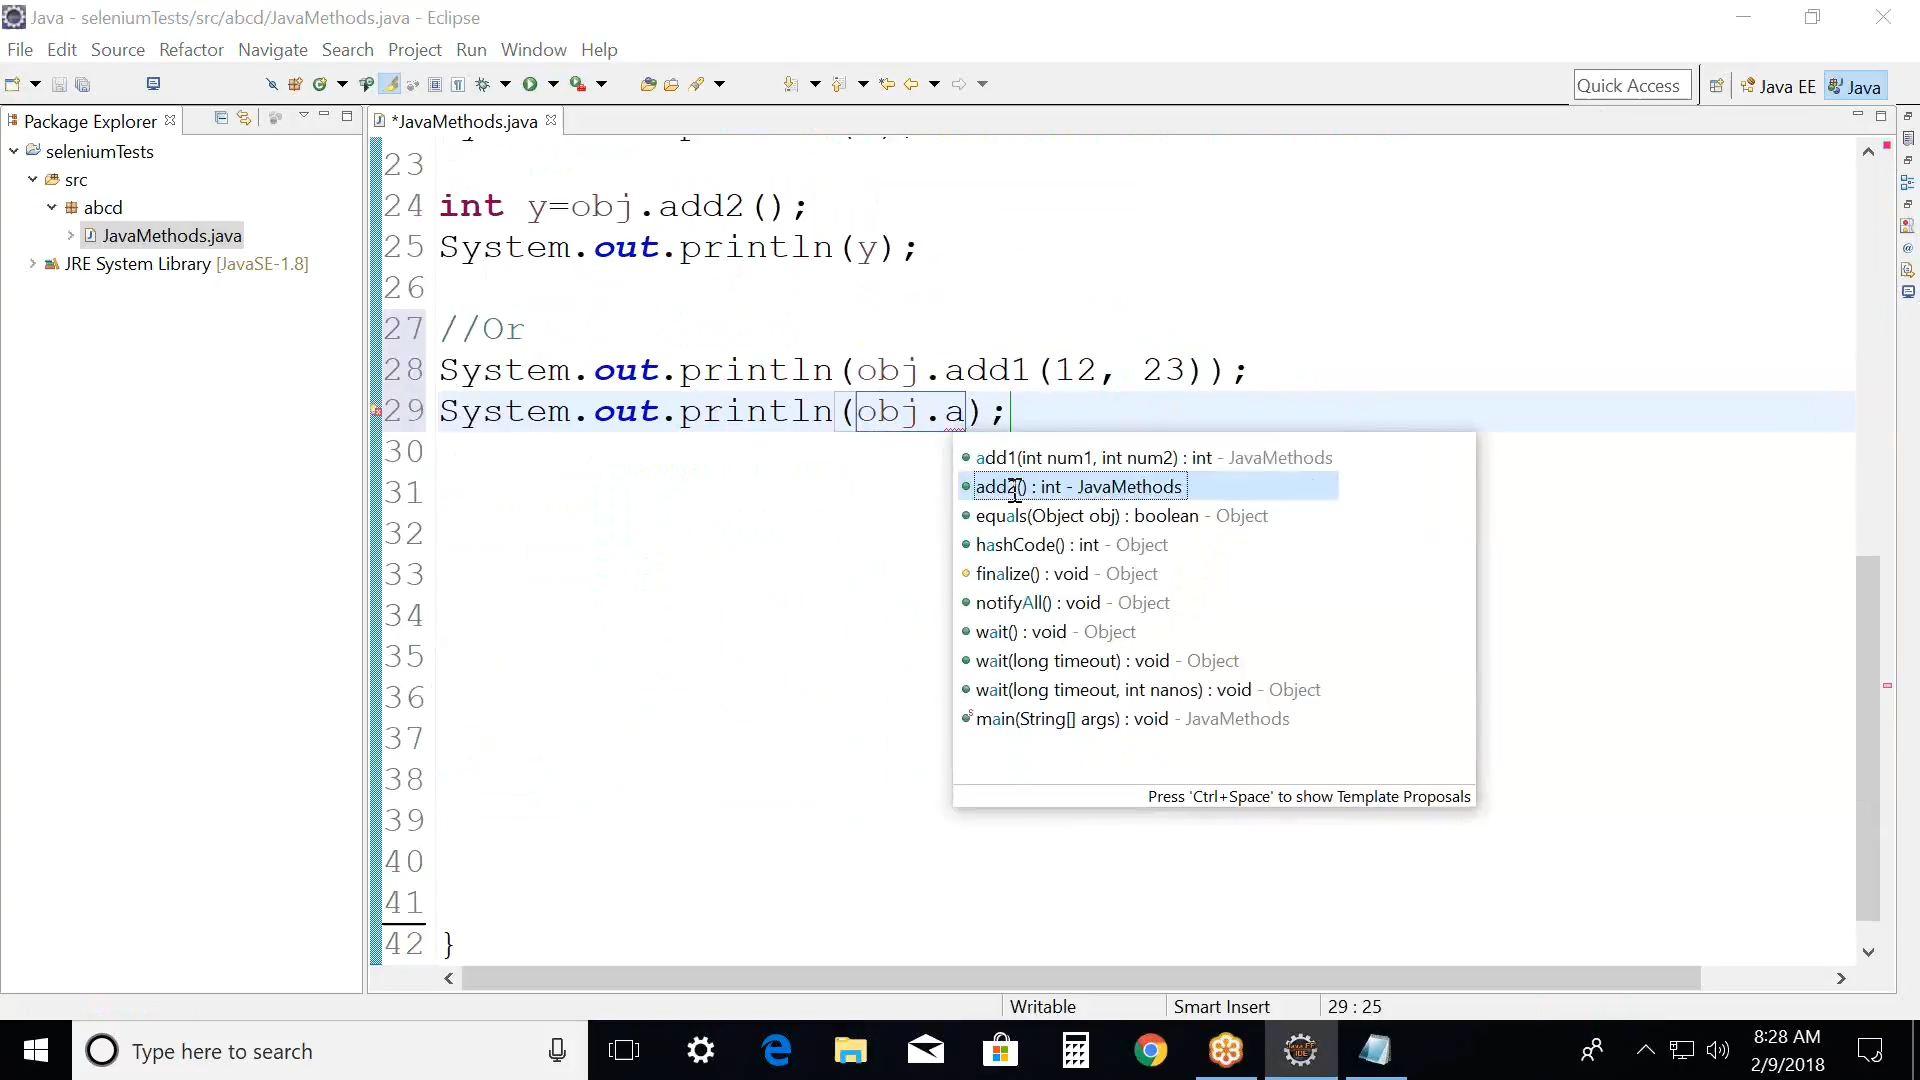 Java - seleniumTests/src/abcd/JavaMethods.java - Eclipse
File Edit Source Refactor Navigate Search Project Run Window Help
Quick Access Java EE Java
Package Explorer
*JavaMethods.java
seleniumTests
src
abcd
JavaMethods.java
JRE System Library [JavaSE-1.8]
23
24 int y=obj.add2();
25 System.out.println(y);
26
27 //Or
28 System.out.println(obj.add1(12, 23));
29 System.out.println(obj.a);
30
31
32
33
34
35
36
37
38
39
40
41
42 }
add1(int num1, int num2) : int - JavaMethods
add2() : int - JavaMethods
equals(Object obj) : boolean - Object
hashCode() : int - Object
finalize() : void - Object
notifyAll() : void - Object
wait() : void - Object
wait(long timeout) : void - Object
wait(long timeout, int nanos) : void - Object
main(String[] args) : void - JavaMethods
Press 'Ctrl+Space' to show Template Proposals
Writable Smart Insert 29 : 25
Type here to search
8:28 AM
2/9/2018